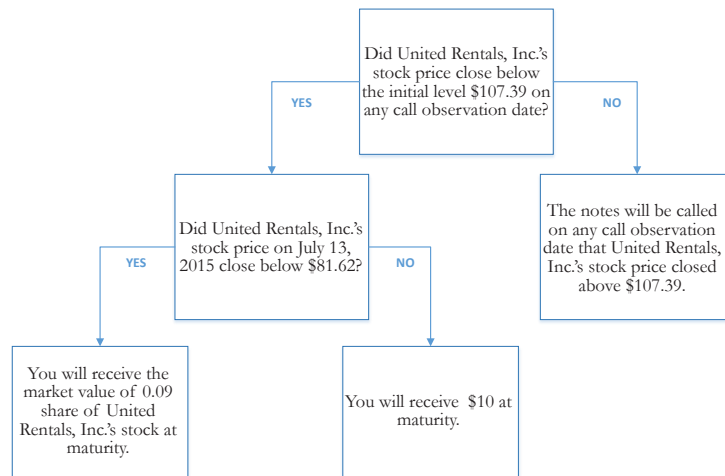 Did United Rentals, Inc.'s
stock price close below
the initial level $107.39 on
any call observation date?
YES
NO
Did United Rentals, Inc.'s
stock price on July 13,
2015 close below $81.62?
The notes will be called
on any call observation
date that United Rentals,
Inc.'s stock price closed
above $107.39.
YES
NO
You will receive the
market value of 0.09
share of United
Rentals, Inc.'s stock at
maturity.
You will receive $10 at
maturity.